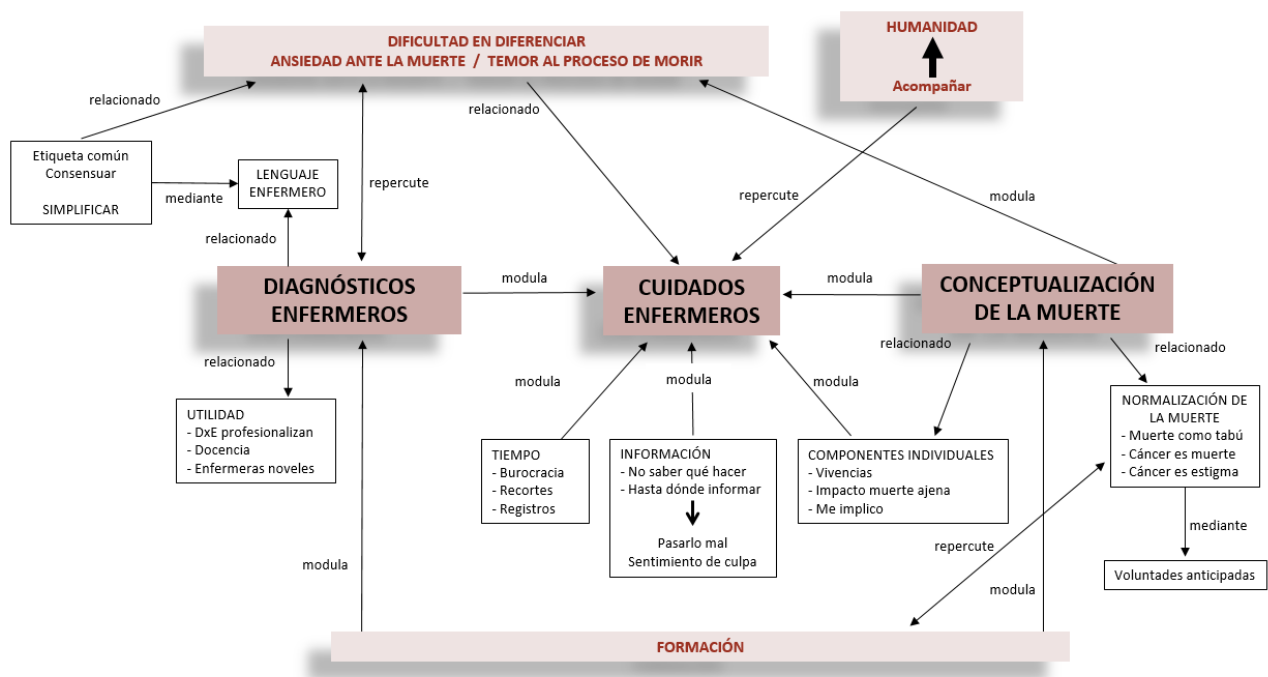 DIFICULTAD EN DIFERENCIAR
ANSIEDAD ANTE LA MUERTE / TEMOR AL PROCESO DE MORIR
HUMANIDAD
Acompañar
relacionado
relacionado
Etiqueta común
Consensuar
SIMPLIFICAR
mediante
LENGUAJE
ENFERMERO
repercute
repercute
modula
relacionado
DIAGNÓSTICOS
ENFERMEROS
modula
CUIDADOS
ENFERMEROS
modula
CONCEPTUALIZACIÓN
DE LA MUERTE
relacionado
relacionado
relacionado
modula
modula
modula
UTILIDAD
- DxE profesionalizan
- Docencia
- Enfermeras noveles
TIEMPO
- Burocracia
- Recortes
- Registros
INFORMACIÓN
- No saber qué hacer
- Hasta dónde informar
Pasarlo mal
Sentimiento de culpa
COMPONENTES INDIVIDUALES
- Vivencias
- Impacto muerte ajena
- Me implico
NORMALIZACIÓN DE
LA MUERTE
- Muerte como tabú
- Cáncer es muerte
- Cáncer es estigma
mediante
repercute
modula
modula
Voluntades anticipadas
FORMACIÓN